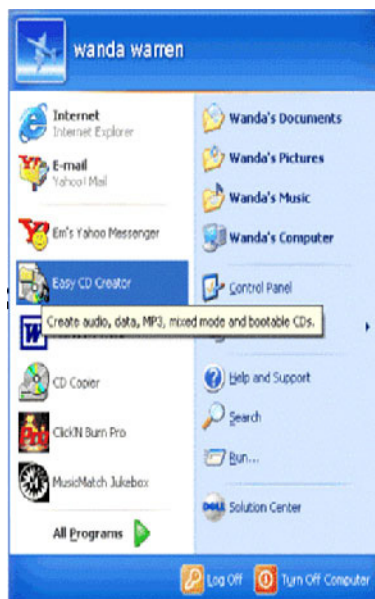 wanda warren
Internet
Internet Explorer
E-mail
Yahoo! Mail
Em's Yahoo Messenger
Easy CD Creator
Create audio, data, MP3, mixed mode and bootable CDs.
CD Copier
Click'N Burn Pro
MusicMatch Jukebox
All Programs
Wanda's Documents
Wanda's Pictures
Wanda's Music
Wanda's Computer
Control Panel
Help and Support
Search
Run...
DELL
Solution Center
Log Off
Turn Off Computer